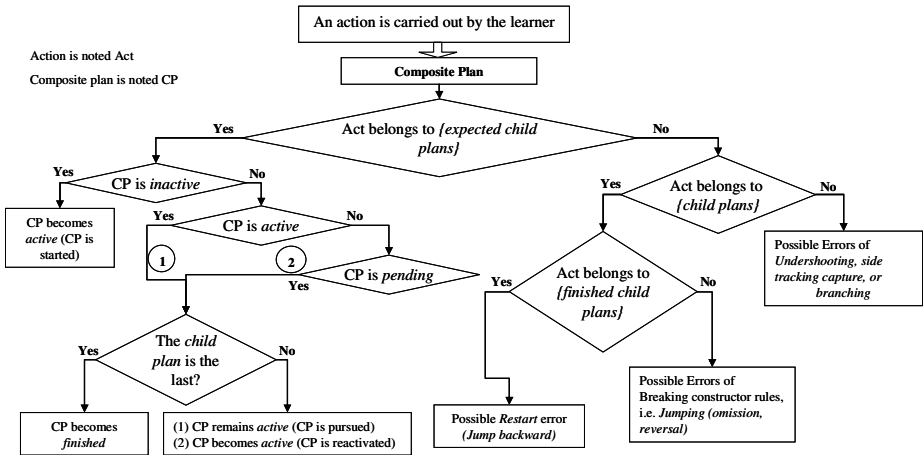 An action is carried out by the learner
Action is noted Act
Composite plan is noted CP
Composite Plan
Act belongs to {expected child
plans}
Yes
No
CP is inactive
Yes
No
Act belongs to
{child plans}
Yes
No
CP becomes
active (CP is
started)
CP is active
Yes
No
1
2
CP is pending
Yes
Act belongs to
{finished child
plans}
Yes
No
Possible Errors of
Undershooting, side
tracking capture, or
branching
The child
plan is the
last?
Yes
No
CP becomes
finished
(1) CP remains active (CP is pursued)
(2) CP becomes active (CP is reactivated)
Possible Restart error
(Jump backward)
Possible Errors of
Breaking constructor rules,
i.e. Jumping (omission,
reversal)